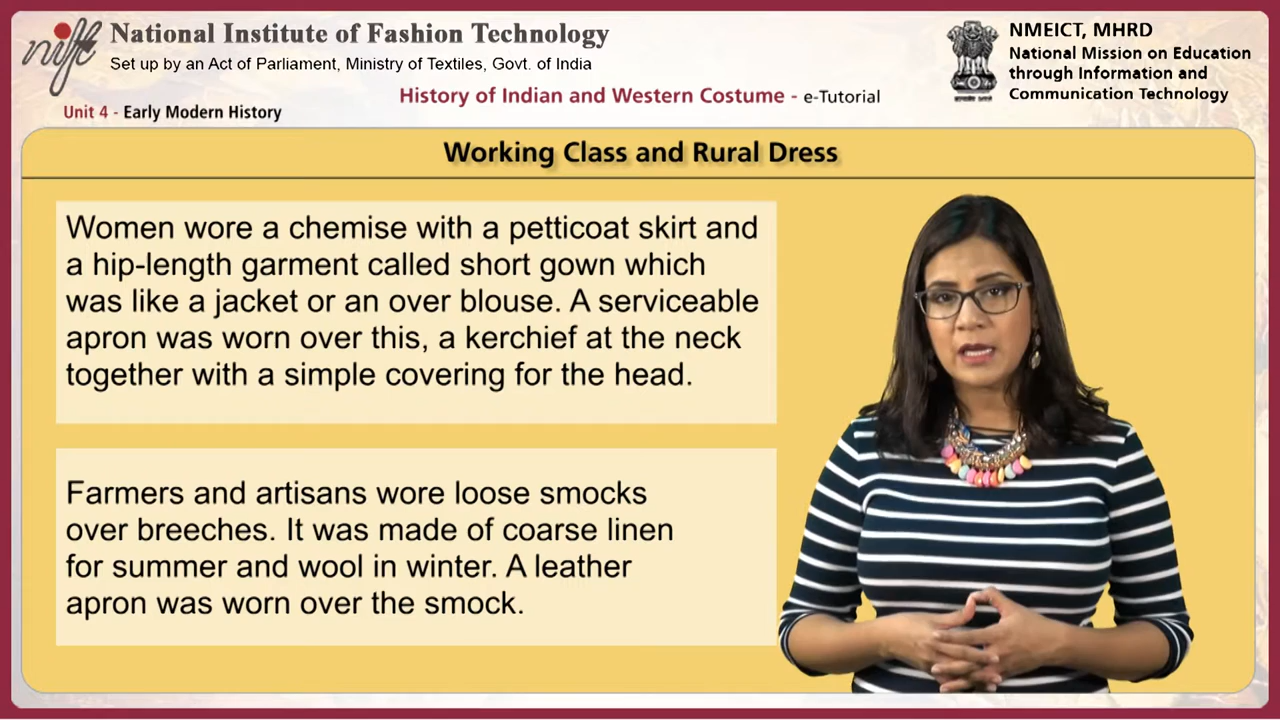 nift
National Institute of Fashion Technology
Set up by an Act of Parliament, Ministry of Textiles, Govt. of India
NMEICT, MHRD
National Mission on Education
through Information and
Communication Technology
History of Indian and Western Costume - e-Tutorial
Unit 4 - Early Modern History
Working Class and Rural Dress
Women wore a chemise with a petticoat skirt and
a hip-length garment called short gown which
was like a jacket or an over blouse. A serviceable
apron was worn over this, a kerchief at the neck
together with a simple covering for the head.
Farmers and artisans wore loose smocks
over breeches. It was made of coarse linen
for summer and wool in winter. A leather
apron was worn over the smock.